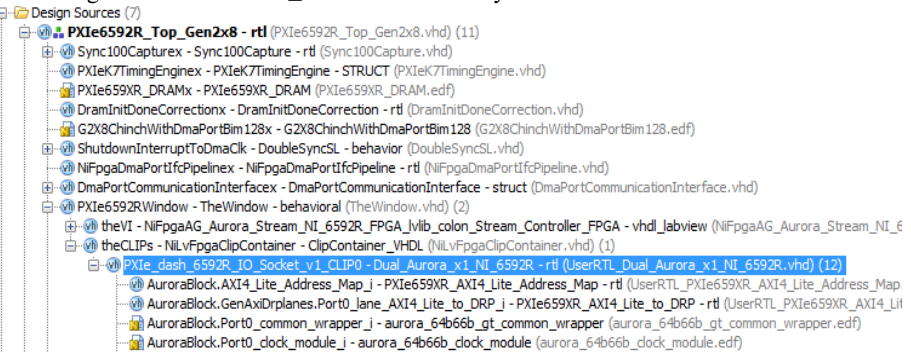 Design Sources (7)
PXIe6592R_Top_Gen2x8 - rtl (PXIe6592R_Top_Gen2x8.vhd) (11)
Sync100Capturex - Sync100Capture - rtl (Sync100Capture.vhd)
PXIeK7TimingEnginex - PXIeK7TimingEngine - STRUCT (PXIeK7TimingEngine.vhd)
PXIe659XR_DRAMx - PXIe659XR_DRAM (PXIe659XR_DRAM.edf)
DramInitDoneCorrectionx - DramInitDoneCorrection - rtl (DramInitDoneCorrection.vhd)
G2X8ChinchWithDmaPortBim128x - G2X8ChinchWithDmaPortBim128 (G2X8ChinchWithDmaPortBim128.edf)
ShutdownInterruptToDmaClk - DoubleSyncSL - behavior (DoubleSyncSL.vhd)
NiFpgaDmaPortIfcPipelinex - NiFpgaDmaPortIfcPipeline - rtl (NiFpgaDmaPortIfcPipeline.vhd)
DmaPortCommunicationInterfacex - DmaPortCommunicationInterface - struct (DmaPortCommunicationInterface.vhd)
PXIe6592RWindow - TheWindow - behavioral (TheWindow.vhd) (2)
theVI - NiFpgaAG_Aurora_Stream_NI_6592R_FPGA_lvlib_colon_Stream_Controller_FPGA - vhdl_labview (NiFpgaAG_Aurora_Stream_NI_6
theCLIPs - NiLvFpgaClipContainer - ClipContainer_VHDL (NiLvFpgaClipContainer.vhd) (1)
PXIe_dash_6592R_IO_Socket_v1_CLIP0 - Dual_Aurora_x1_NI_6592R - rtl (UserRTL_Dual_Aurora_x1_NI_6592R.vhd) (12)
AuroraBlock.AXI4_Lite_Address_Map_i - PXIe659XR_AXI4_Lite_Address_Map - rtl (UserRTL_PXIe659XR_AXI4_Lite_Address_Map.
AuroraBlock.GenAxiDrplanes.Port0_lane_AXI4_Lite_to_DRP_i - PXIe659XR_AXI4_Lite_to_DRP - rtl (UserRTL_PXIe659XR_AXI4_Lit
AuroraBlock.Port0_common_wrapper_i - aurora_64b66b_gt_common_wrapper (aurora_64b66b_gt_common_wrapper.edf)
AuroraBlock.Port0_clock_module_i - aurora_64b66b_clock_module (aurora_64b66b_clock_module.edf)